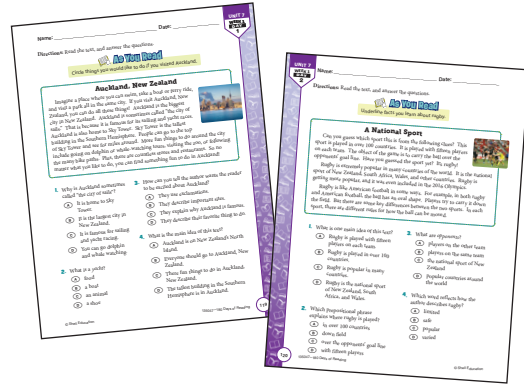 UNIT 7
WEEK 1
DAY
1
Name:
Date:
Directions: Read the text, and answer the questions.
As You Read
Circle things you would like to do if you visited Auckland.
Auckland, New Zealand
Imagine a place where you can swim, take a boat or ferry ride,
and visit a park all in the same city. If you visit Auckland, New
Zealand, you can do all these things! Auckland is the biggest
city in New Zealand. Auckland is sometimes called "the city of
sails." That is because it is famous for its sailing and yacht races.
Auckland is also home to Sky Tower. Sky Tower is the tallest
building in the Southern Hemisphere. People can go to the top
of Sky Tower and see for miles around. More fun things to do around the city
include going on dolphin or whale watching tours, visiting the zoo, or following
the many bike paths. Plus, there are countless stores and restaurants. So no
matter what you like to do, you can find something fun to do in Auckland!
1. Why is Auckland sometimes
called "the city of sails"?
A It is home to Sky
Tower.
B It is the largest city in
New Zealand.
C It is famous for sailing
and yacht racing.
D You can go dolphin
and whale watching.
2. What is a yacht?
A food
B a boat
C an animal
D a shoe
3. How can you tell the author wants the reader
to be excited about Auckland?
A They use exclamations.
B They describe important sites.
C They explain why Auckland is famous.
D They describe their favorite thing to do.
4. What is the main idea of this text?
A Auckland is on New Zealand's North
Island.
B Everyone should go to Auckland, New
Zealand.
C There are fun things to do in Auckland,
New Zealand.
D The tallest building in the Southern
Hemisphere is in Auckland.
© Shell Education
180 Days of Reading
119
UNIT 7
WEEK 1
DAY
2
Name:
Date:
Directions: Read the text, and answer the questions.
As You Read
Underline facts you learn about rugby.
A National Sport
Can you guess which sport this is from the following clues? This
sport is played in over 100 countries. It is played with fifteen players
on each team. The object of the game is to carry the ball over the
opponents' goal line. Have you guessed the sport yet? It's rugby!
Rugby is extremely popular in many countries of the world. It is the national
sport of New Zealand, South Africa, Wales, and other countries. Rugby is
getting more popular, and it was even included in the 2016 Olympics.
Rugby is like American football in some ways. For example, in both rugby
and American football, the ball has an oval shape. Players try to carry it down
the field. But there are some key differences between the two sports. In each
sport, there are different rules for how the ball can be moved.
1. Which is one main idea of this text?
A Rugby is played with fifteen
players on each team.
B Rugby is played in over 100
countries.
C Rugby is popular in many
countries.
D Rugby is the national sport
of New Zealand, South
Africa, and Wales.
2. Which prepositional phrase
explains where rugby is played?
A in over 100 countries
B down field
C over the opponents' goal line
D with fifteen players
3. What are opponents?
A players on the other team
B players on the same team
C the national sport of New
Zealand
D popular countries around
the world
4. Which word reflects how the
author describes rugby?
A limited
B safe
C popular
D varied
120
180 Days of Reading
© Shell Education